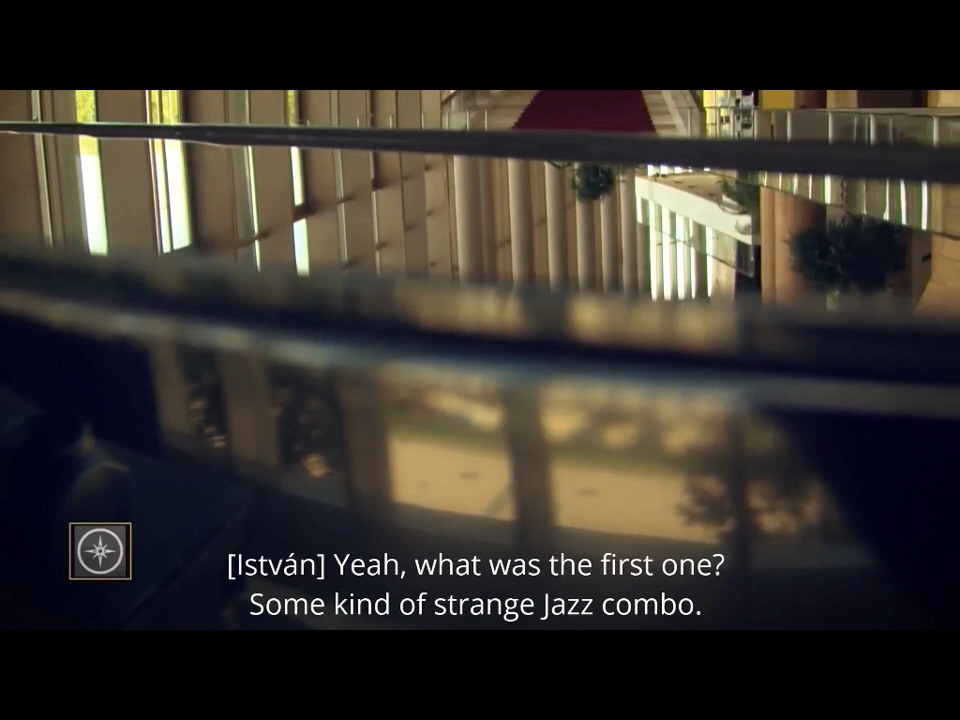 [István] Yeah, what was the first one?
Some kind of strange Jazz combo.